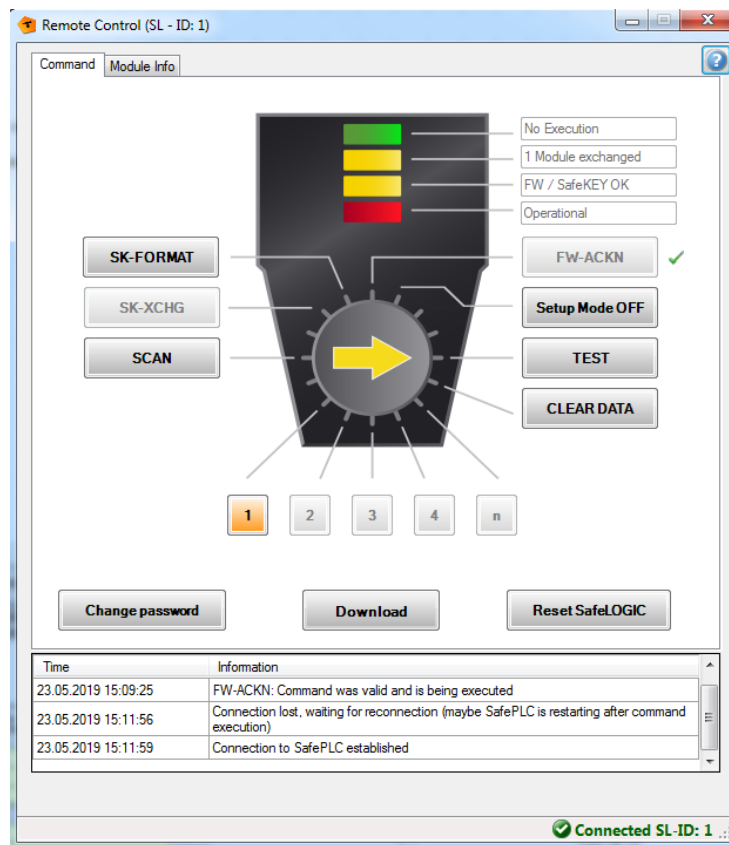 Remote Control (SL - ID: 1)
Command
Module Info
No Execution
1 Module exchanged
FW / SafeKEY OK
Operational
SK-FORMAT
FW-ACKN
SK-XCHG
Setup Mode OFF
SCAN
TEST
CLEAR DATA
1
2
3
4
n
Change password
Download
Reset SafeLOGIC
Time
Information
23.05.2019 15:09:25
FW-ACKN: Command was valid and is being executed
23.05.2019 15:11:56
Connection lost, waiting for reconnection (maybe SafePLC is restarting after command
execution)
23.05.2019 15:11:59
Connection to SafePLC established
Connected SL-ID: 1